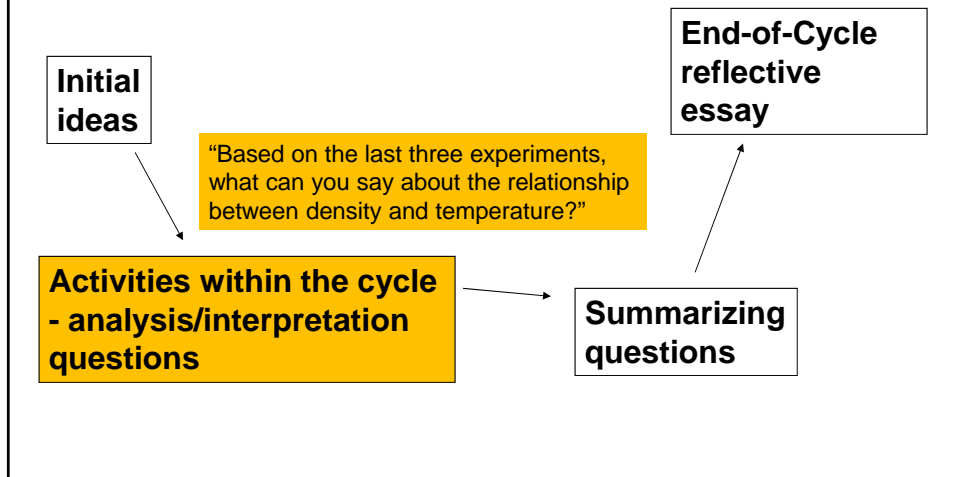 Initial
ideas
"Based on the last three experiments,
what can you say about the relationship
between density and temperature?"
Activities within the cycle
- analysis/interpretation
questions
Summarizing
questions
End-of-Cycle
reflective
essay